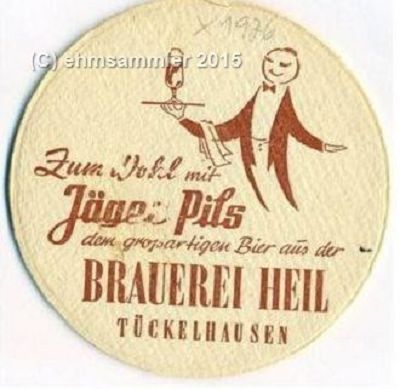 x 1976
(C) ehmsammler 2015
Zum Wohl mit
Jäger Pils
dem großartigen Bier aus der
BRAUEREI HEIL
TÜCKELHAUSEN